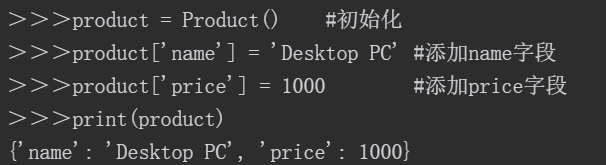 >>>product = Product()    #初始化
>>>product['name'] = 'Desktop PC' #添加name字段
>>>product['price'] = 1000        #添加price字段
>>>print(product)
{'name': 'Desktop PC', 'price': 1000}